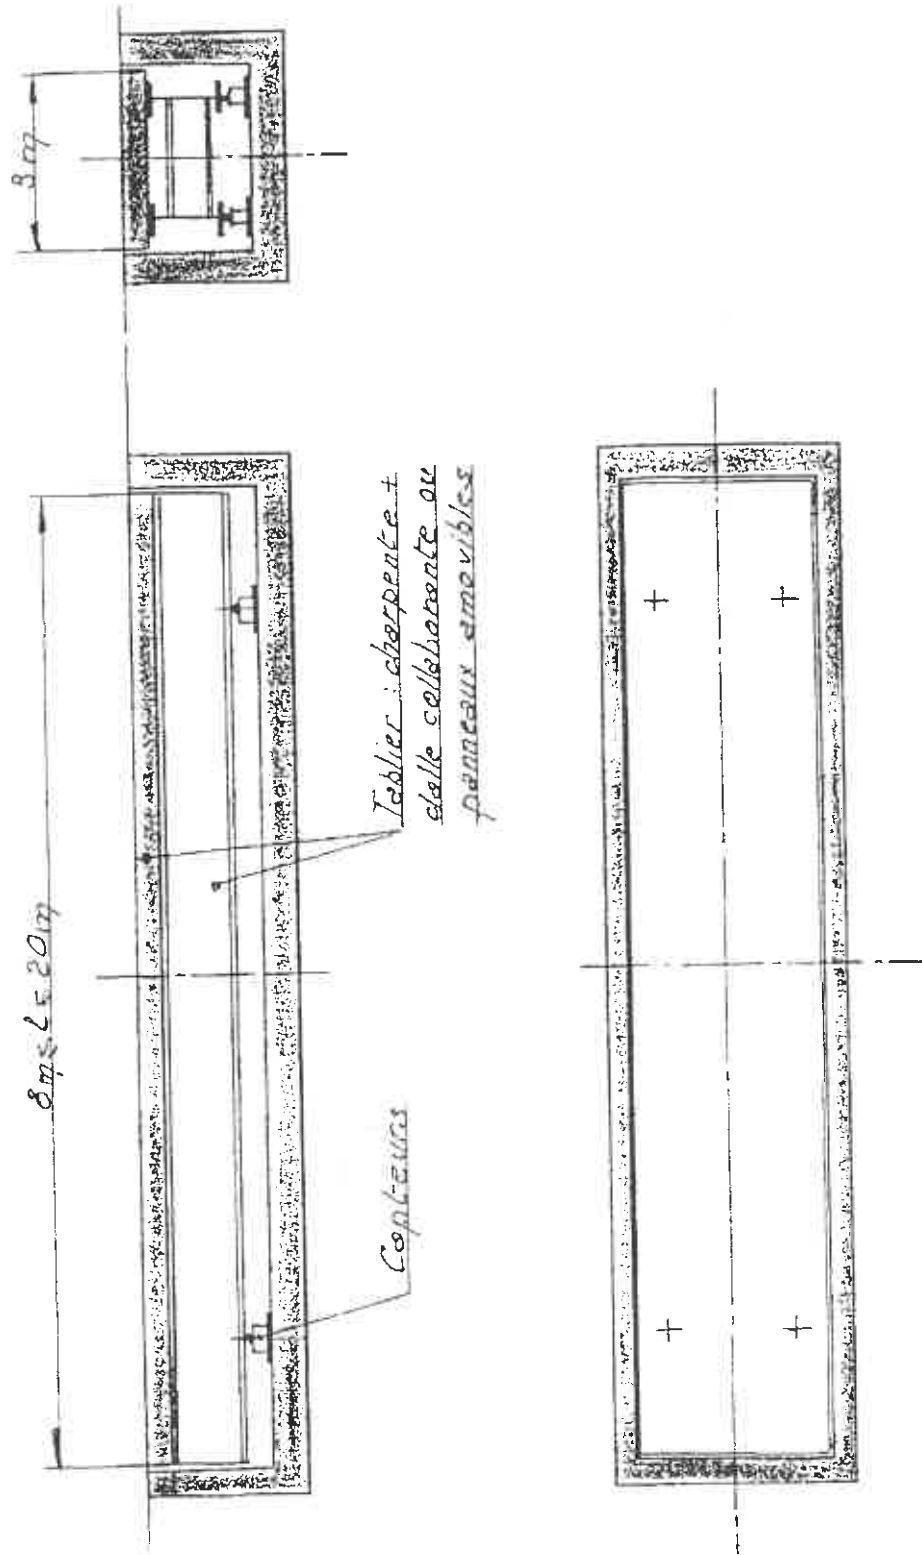 3 m
8 m ≤ L ≤ 20 m
Tablier : charpente +
dalle collaborante ou
panneaux amovibles
Capteurs